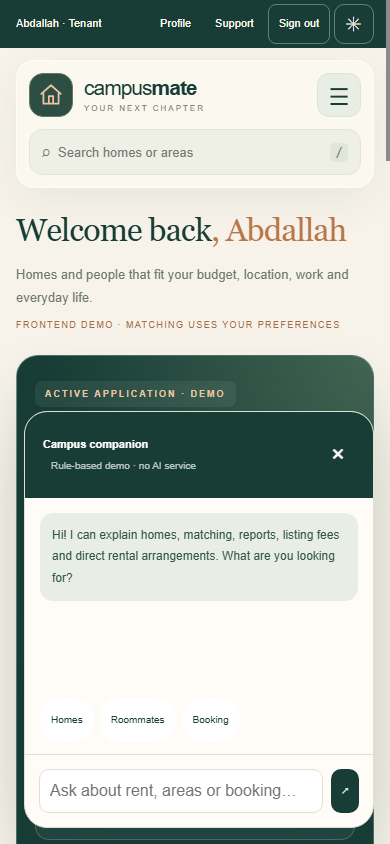 Abdallah · Tenant
Profile
Support
Sign out
campusmate
YOUR NEXT CHAPTER
Search homes or areas
/
Welcome back, Abdallah
Homes and people that fit your budget, location, work and
everyday life.
FRONTEND DEMO · MATCHING USES YOUR PREFERENCES
ACTIVE APPLICATION · DEMO
Campus companion
Rule-based demo · no AI service
Hi! I can explain homes, matching, reports, listing fees
and direct rental arrangements. What are you looking
for?
Homes
Roommates
Booking
Ask about rent, areas or booking…